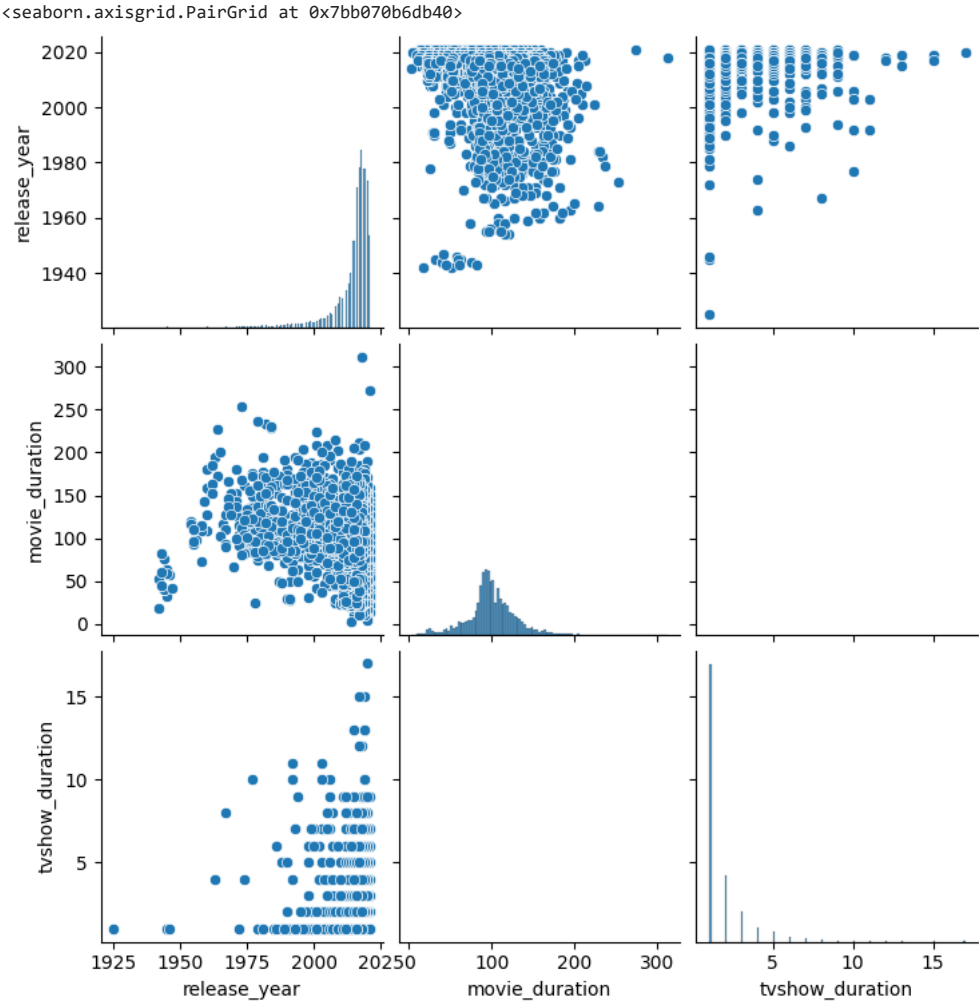 <seaborn.axisgrid.PairGrid at 0x7bb070b6db40>
2020
2000
1980
1960
1940
release_year
300
250
200
150
100
50
0
movie_duration
15
10
5
tvshow_duration
1925 1950 1975 2000 2025
0 100 200 300
5 10 15
release_year movie_duration tvshow_duration